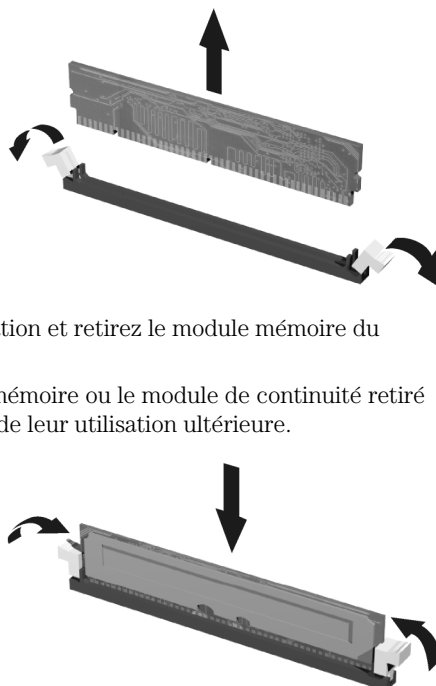 tion et retirez le module mémoire du
mémoire ou le module de continuité retiré
de leur utilisation ultérieure.